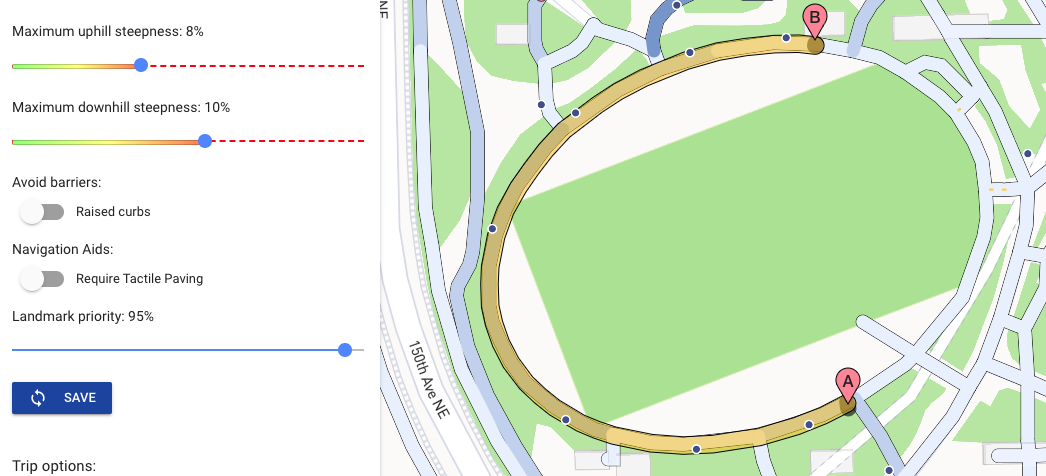 Maximum uphill steepness: 8%
Maximum downhill steepness: 10%
Avoid barriers:
Raised curbs
Navigation Aids:
Require Tactile Paving
Landmark priority: 95%
SAVE
Trip options:
NE
B
A
150th Ave NE